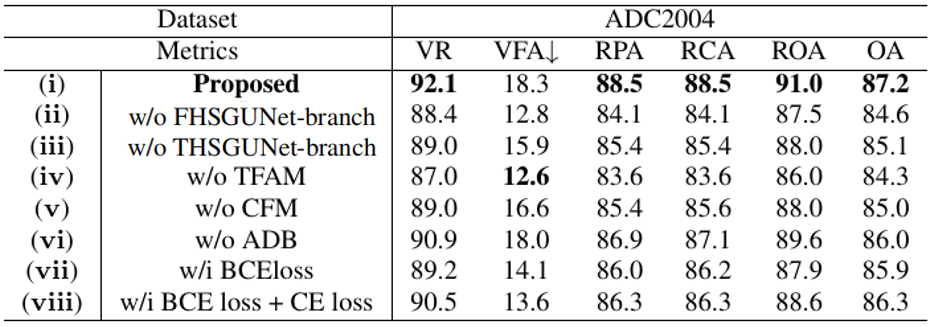 Dataset ADC2004
Metrics VR VFA↓ RPA RCA ROA OA
(i) Proposed 92.1 18.3 88.5 88.5 91.0 87.2
(ii) w/o FHSGUNet-branch 88.4 12.8 84.1 84.1 87.5 84.6
(iii) w/o THSGUNet-branch 89.0 15.9 85.4 85.4 88.0 85.1
(iv) w/o TFAM 87.0 12.6 83.6 83.6 86.0 84.3
(v) w/o CFM 89.0 16.6 85.4 85.6 88.0 85.0
(vi) w/o ADB 90.9 18.0 86.9 87.1 89.6 86.0
(vii) w/i BCEloss 89.2 14.1 86.0 86.2 87.9 85.9
(viii) w/i BCE loss + CE loss 90.5 13.6 86.3 86.3 88.6 86.3